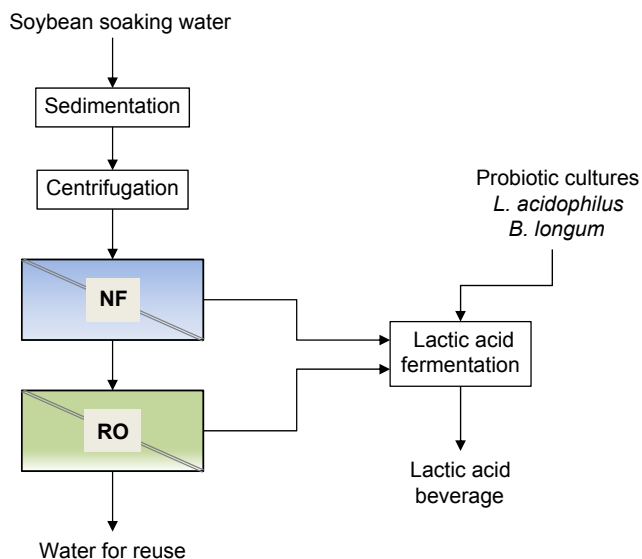 Soybean soaking water
Sedimentation
Centrifugation
Probiotic cultures
L. acidophilus
B. longum
NF
Lactic acid
fermentation
RO
Lactic acid
beverage
Water for reuse